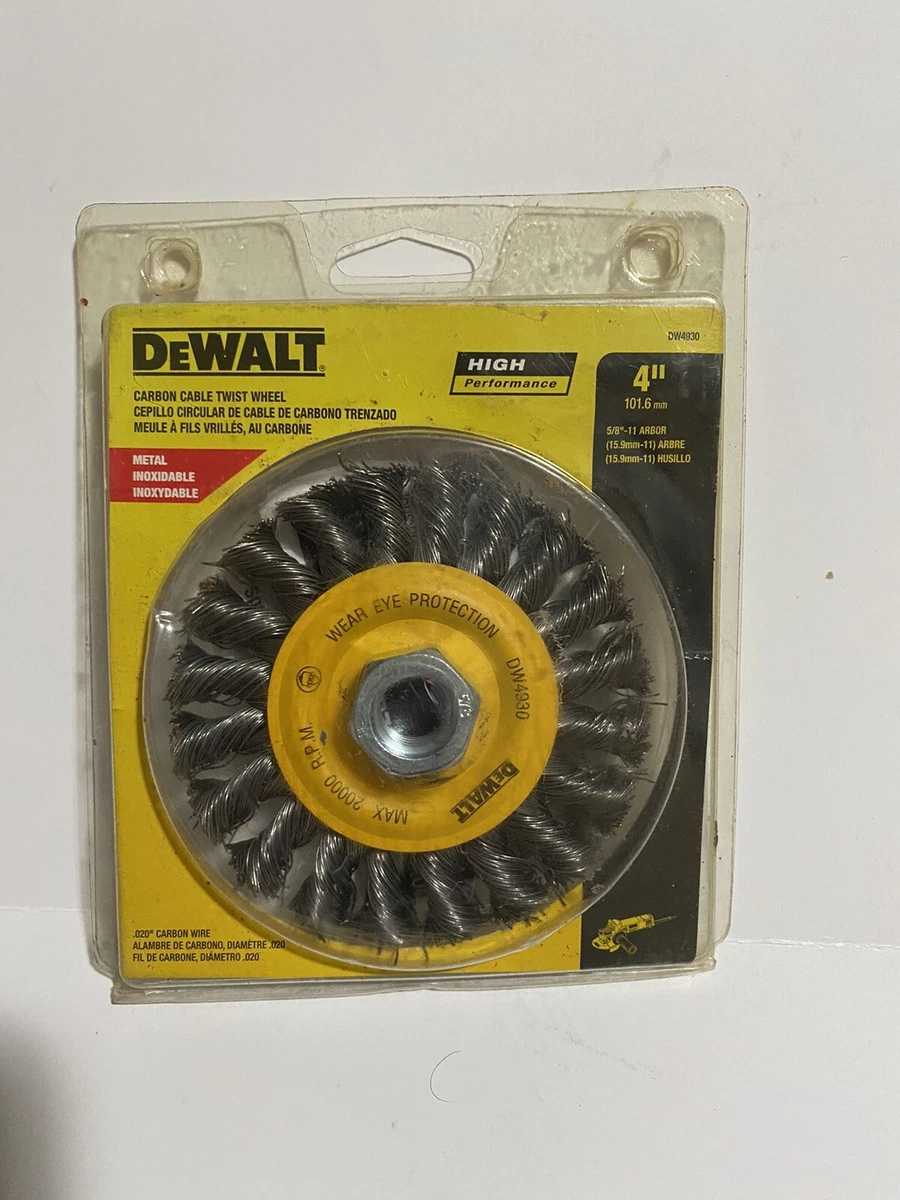 DEWALT®
DW4930
HIGH
Performance
4"
101.6 mm
CARBON CABLE TWIST WHEEL
CEPILLO CIRCULAR DE CABLE DE CARBONO TRENZADO
MEULE À FILS VRILLÉS, AU CARBONE
5/8"-11 ARBOR
(15.9mm-11) ARBRE
(15.9mm-11) HUSILLO
METAL
INOXIDABLE
INOXYDABLE
WEAR EYE PROTECTION
DW4930
DEWALT
MAX 20000 R.P.M.
.020" CARBON WIRE
ALAMBRE DE CARBONO, DIAMÈTRE .020
FIL DE CARBONE, DIÁMETRO .020